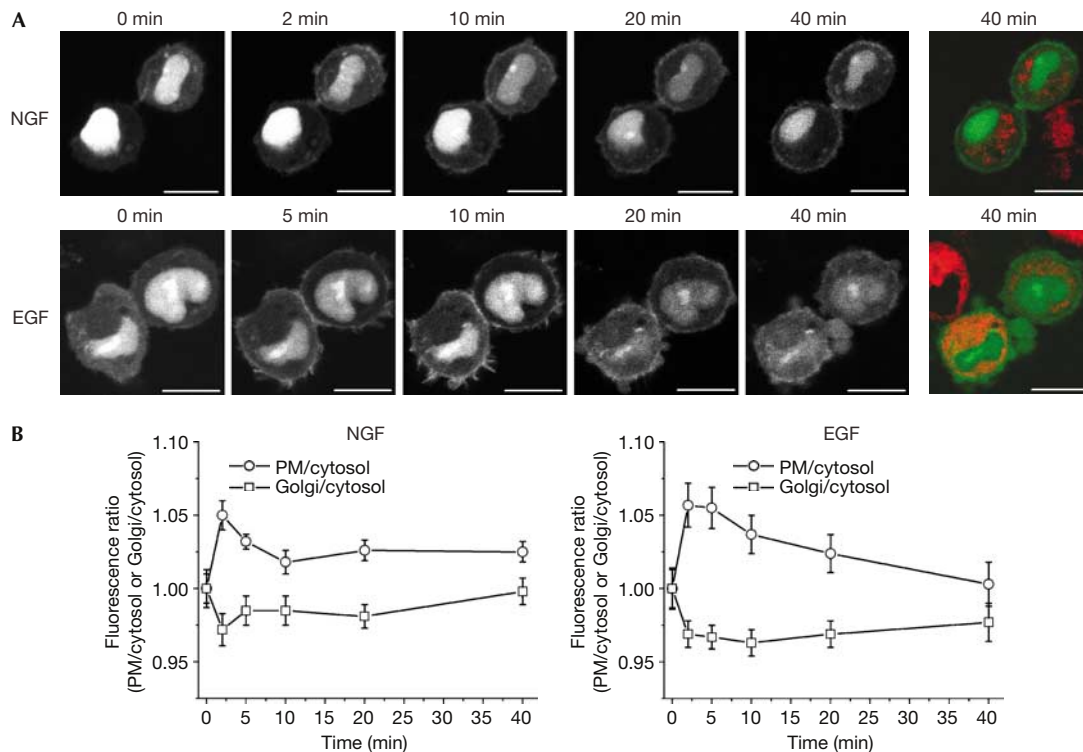 A
0 min 2 min 10 min 20 min 40 min 40 min
NGF
0 min 5 min 10 min 20 min 40 min 40 min
EGF
B
NGF
Fluorescence ratio
(PM/cytosol or Golgi/cytosol)
1.10
1.05
1.00
0.95
PM/cytosol
Golgi/cytosol
0 5 10 15 20 25 30 35 40
Time (min)
EGF
Fluorescence ratio
(PM/cytosol or Golgi/cytosol)
1.10
1.05
1.00
0.95
PM/cytosol
Golgi/cytosol
0 5 10 15 20 25 30 35 40
Time (min)